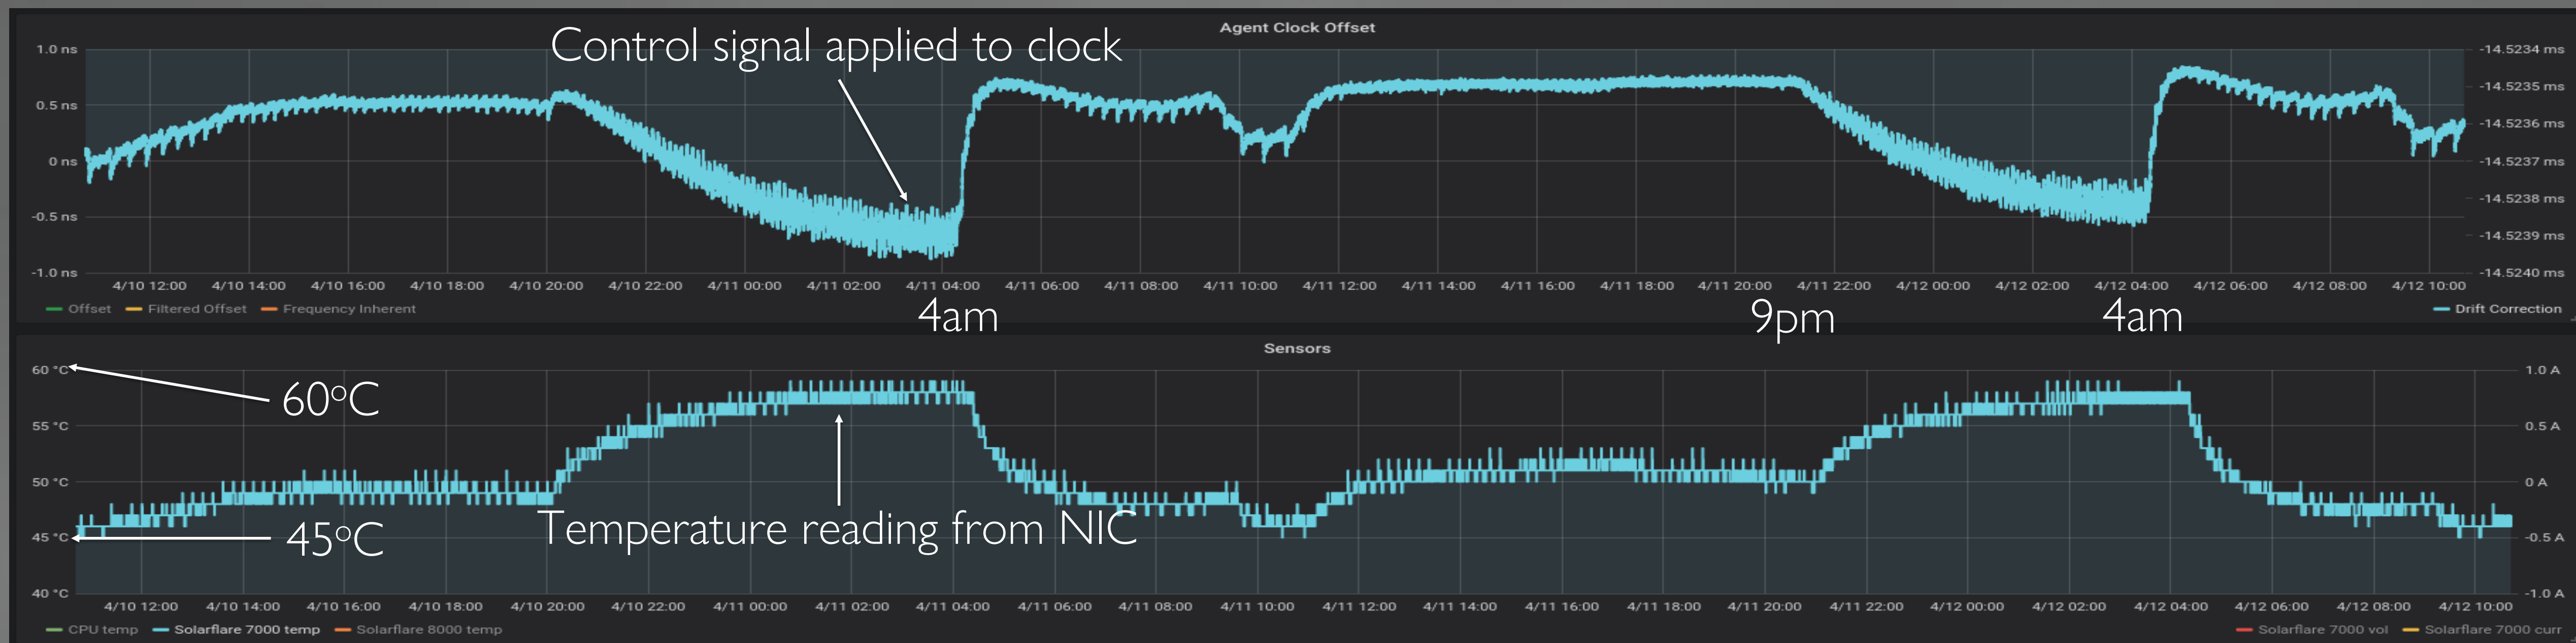 Agent Clock Offset
Control signal applied to clock
1.0 ns
0.5 ns
0 ns
-0.5 ns
-1.0 ns
-14.5234 ms
-14.5235 ms
-14.5236 ms
-14.5237 ms
-14.5238 ms
-14.5239 ms
-14.5240 ms
4/10 12:00 4/10 14:00 4/10 16:00 4/10 18:00 4/10 20:00 4/10 22:00 4/11 00:00 4/11 02:00 4/11 04:00 4/11 06:00 4/11 08:00 4/11 10:00 4/11 12:00 4/11 14:00 4/11 16:00 4/11 18:00 4/11 20:00 4/11 22:00 4/12 00:00 4/12 02:00 4/12 04:00 4/12 06:00 4/12 08:00 4/12 10:00
Offset Filtered Offset Frequency Inherent Drift Correction
4am 9pm 4am
Sensors
60 °C
55 °C
50 °C
45 °C
40 °C
60°C
45°C
Temperature reading from NIC
1.0 A
0.5 A
0 A
-0.5 A
-1.0 A
4/10 12:00 4/10 14:00 4/10 16:00 4/10 18:00 4/10 20:00 4/10 22:00 4/11 00:00 4/11 02:00 4/11 04:00 4/11 06:00 4/11 08:00 4/11 10:00 4/11 12:00 4/11 14:00 4/11 16:00 4/11 18:00 4/11 20:00 4/11 22:00 4/12 00:00 4/12 02:00 4/12 04:00 4/12 06:00 4/12 08:00 4/12 10:00
CPU temp Solarflare 7000 temp Solarflare 8000 temp Solarflare 7000 vol Solarflare 7000 curr